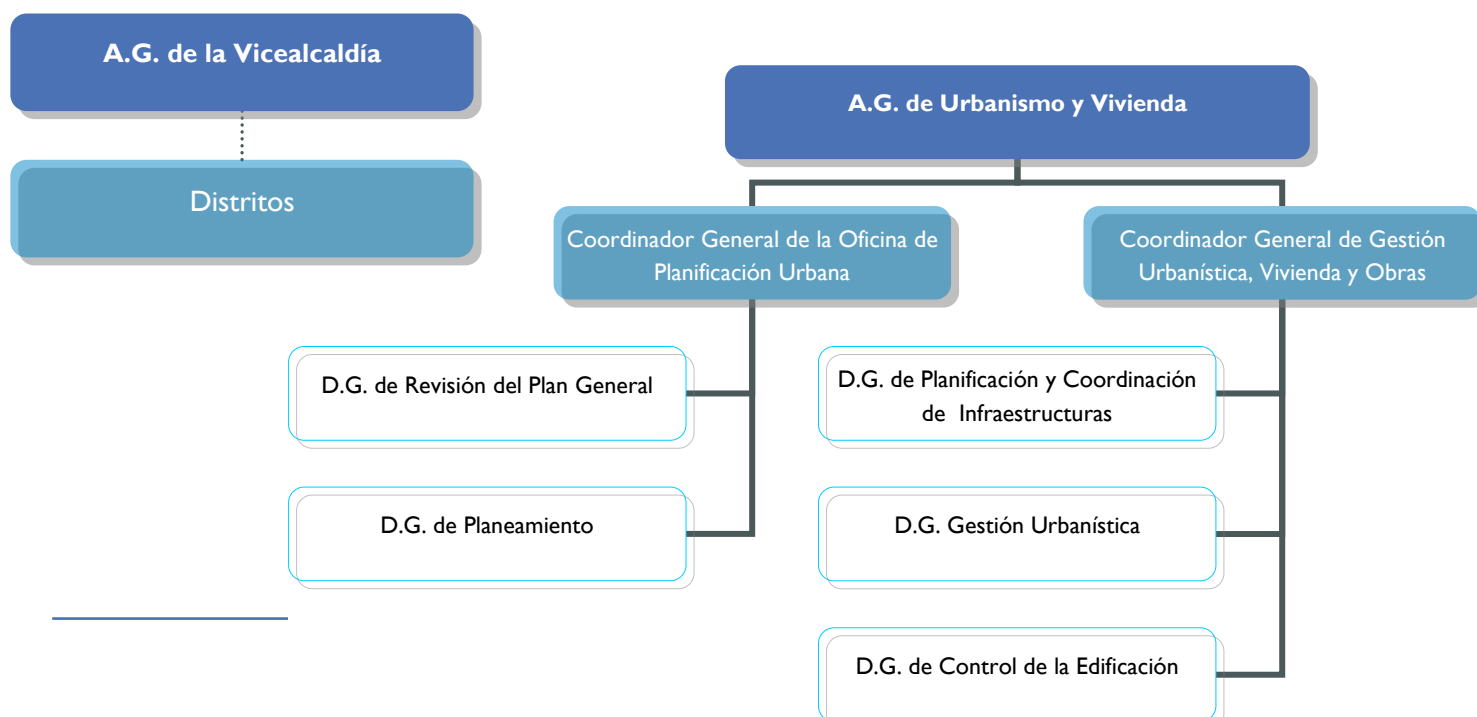 A.G. de la Vicealcaldía
Distritos
A.G. de Urbanismo y Vivienda
Coordinador General de la Oficina de
Planificación Urbana
Coordinador General de Gestión
Urbanística, Vivienda y Obras
D.G. de Revisión del Plan General
D.G. de Planificación y Coordinación
de Infraestructuras
D.G. de Planeamiento
D.G. Gestión Urbanística
D.G. de Control de la Edificación